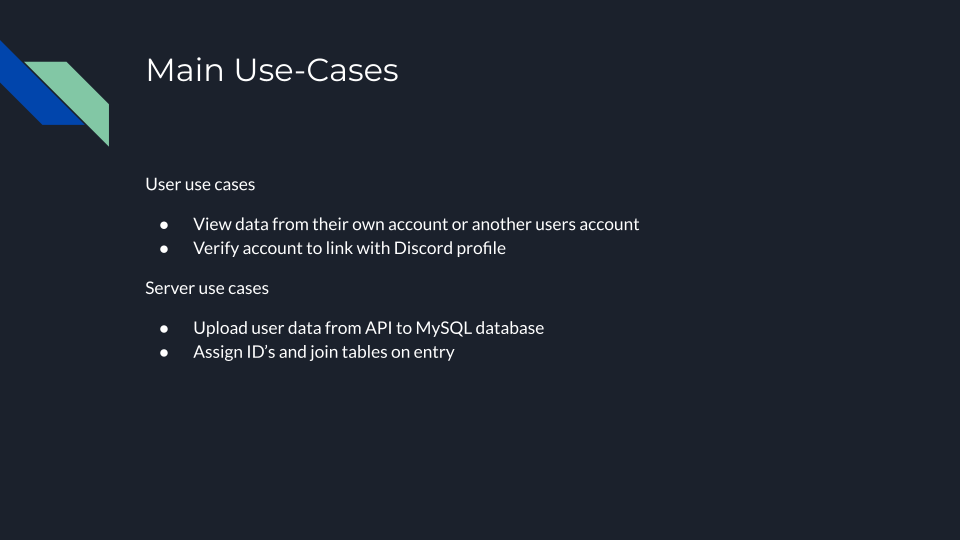 Main Use-Cases
User use cases
● View data from their own account or another users account
● Verify account to link with Discord profile
Server use cases
● Upload user data from API to MySQL database
● Assign ID’s and join tables on entry